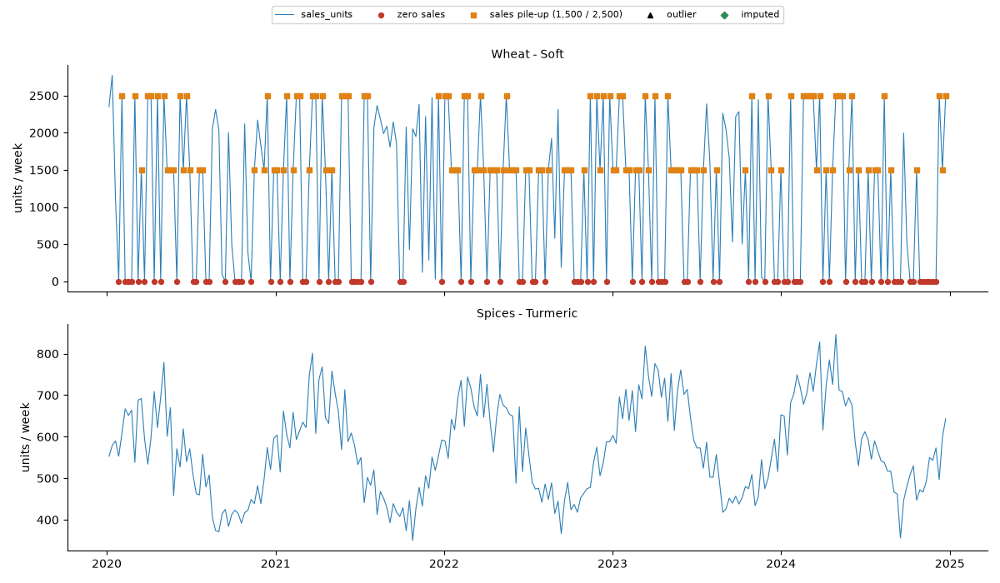 sales_units   zero sales   sales pile-up (1,500 / 2,500)   outlier   imputed
Wheat - Soft
units / week
2500
2000
1500
1000
500
0
Spices - Turmeric
units / week
800
700
600
500
400
2020 2021 2022 2023 2024 2025